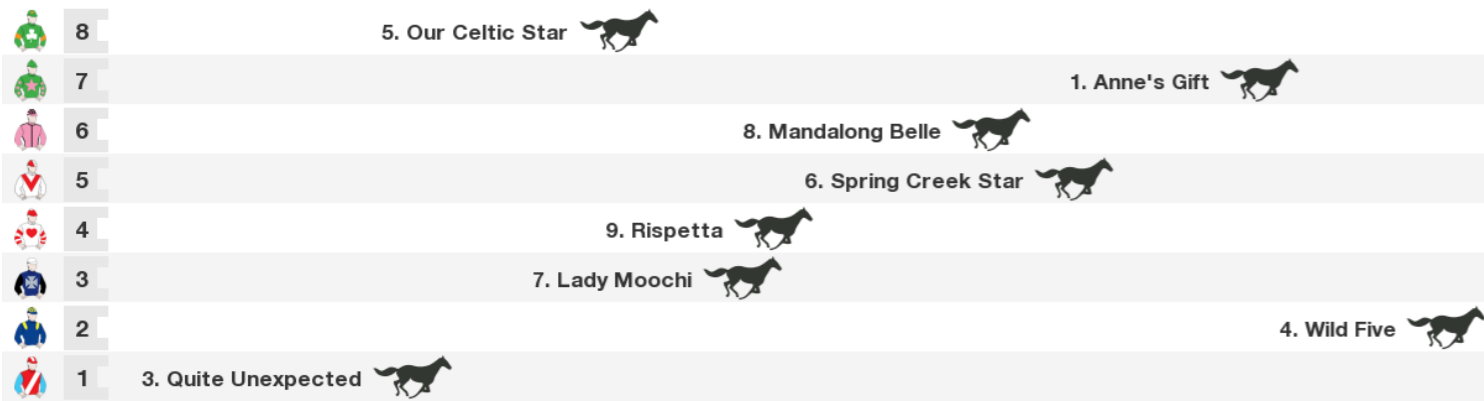 8 5. Our Celtic Star
7 1. Anne's Gift
6 8. Mandalong Belle
5 6. Spring Creek Star
4 9. Rispetta
3 7. Lady Moochi
2 4. Wild Five
1 3. Quite Unexpected